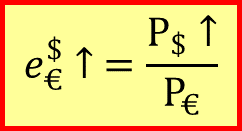 e$€ ↑ = P$ ↑ / P€